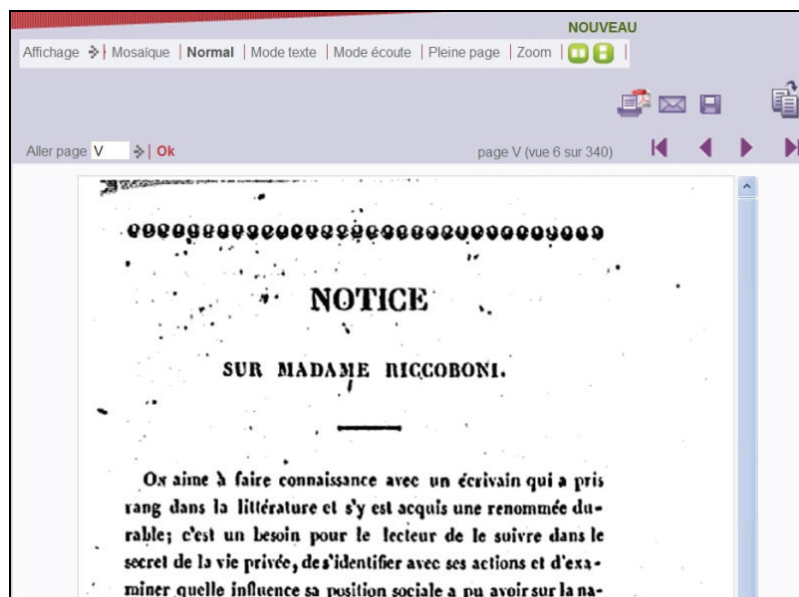 NOUVEAU
Affichage | Mosaïque | Normal | Mode texte | Mode écoute | Pleine page | Zoom |
Aller page V | Ok page V (vue 6 sur 340)
NOTICE
SUR MADAME RICCOBONI.
On aime à faire connaissance avec un écrivain qui a pris
rang dans la littérature et s'y est acquis une renommée du-
rable; c'est un besoin pour le lecteur de le suivre dans le
secret de la vie privée, de s'identifier avec ses actions et d'exa-
miner quelle influence sa position sociale a pu avoir sur la na-